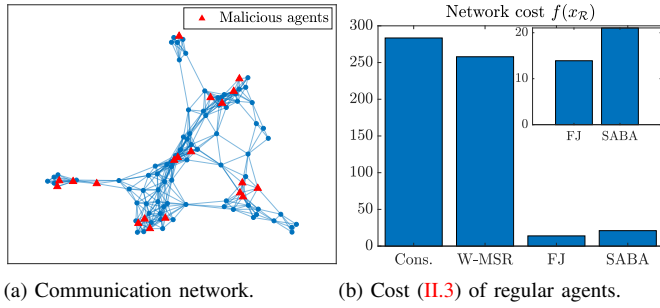 Malicious agents
(a) Communication network.
Network cost f(x_R)
300
250
200
150
100
50
0
Cons.
W-MSR
FJ
SABA
20
10
0
FJ
SABA
(b) Cost (II.3) of regular agents.